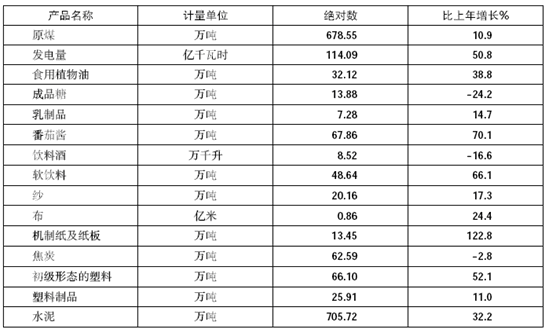 产品名称 计量单位 绝对数 比上年增长%
原煤 万吨 678.55 10.9
发电量 亿千瓦时 114.09 50.8
食用植物油 万吨 32.12 38.8
成品糖 万吨 13.88 -24.2
乳制品 万吨 7.28 14.7
番茄酱 万吨 67.86 70.1
饮料酒 万千升 8.52 -16.6
软饮料 万吨 48.64 66.1
纱 万吨 20.16 17.3
布 亿米 0.86 24.4
机制纸及纸板 万吨 13.45 122.8
焦炭 万吨 62.59 -2.8
初级形态的塑料 万吨 66.10 52.1
塑料制品 万吨 25.91 11.0
水泥 万吨 705.72 32.2